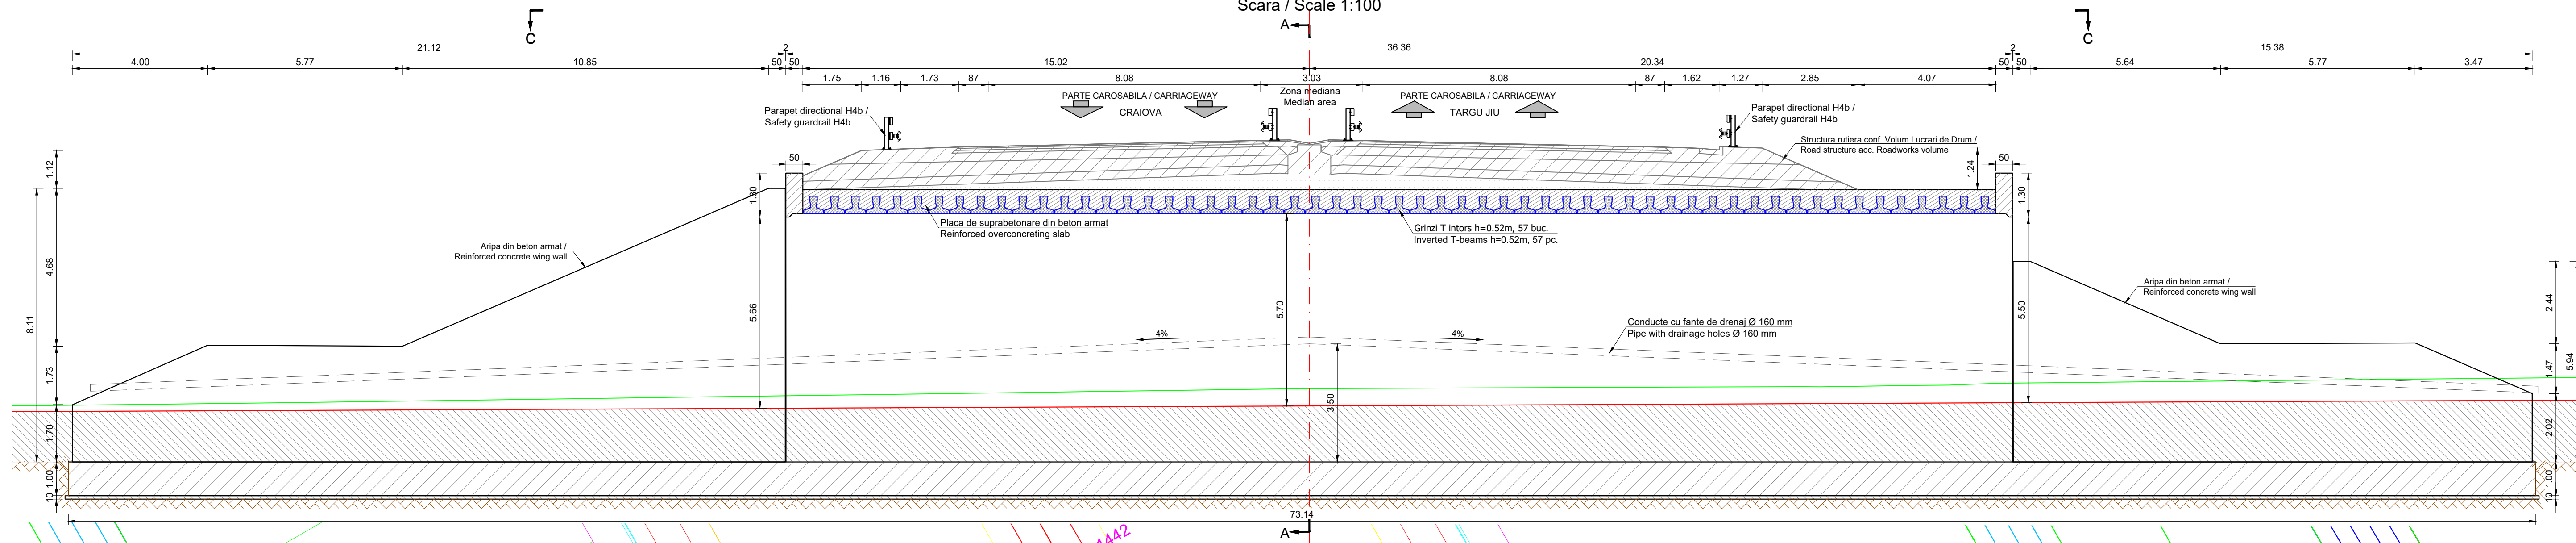 Scara / Scale 1:100
C
A
C
21.12
2
36.36
2
15.38
4.00
5.77
10.85
50
50
15.02
20.34
50
50
5.64
5.77
3.47
1.75
1.16
1.73
87
8.08
3.03
8.08
87
1.62
1.27
2.85
4.07
Zona mediana
Median area
PARTE CAROSABILA / CARRIAGEWAY
CRAIOVA
PARTE CAROSABILA / CARRIAGEWAY
TARGU JIU
Parapet directional H4b /
Safety guardrail H4b
Parapet directional H4b /
Safety guardrail H4b
Structura rutiera conf. Volum Lucrari de Drum /
Road structure acc. Roadworks volume
50
50
1.12
1.30
1.24
1.30
Placa de suprabetonare din beton armat
Reinforced overconcreting slab
Grinzi T intors h=0.52m, 57 buc.
Inverted T-beams h=0.52m, 57 pc.
Aripa din beton armat /
Reinforced concrete wing wall
Aripa din beton armat /
Reinforced concrete wing wall
4.68
8.11
5.66
5.70
5.50
2.44
4%
4%
Conducte cu fante de drenaj Ø 160 mm
Pipe with drainage holes Ø 160 mm
1.73
3.50
1.47
5.94
1.70
2.02
1.00
10
1.00
10
73.14
A
4442